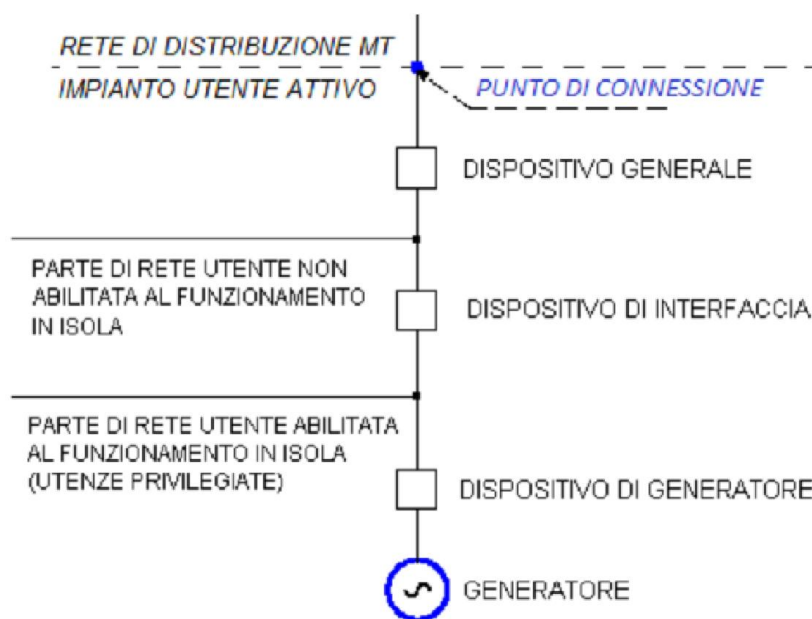 RETE DI DISTRIBUZIONE MT
IMPIANTO UTENTE ATTIVO
PUNTO DI CONNESSIONE
DISPOSITIVO GENERALE
PARTE DI RETE UTENTE NON
ABILITATA AL FUNZIONAMENTO
IN ISOLA
DISPOSITIVO DI INTERFACCIA
PARTE DI RETE UTENTE ABILITATA
AL FUNZIONAMENTO IN ISOLA
(UTENZE PRIVILEGIATE)
DISPOSITIVO DI GENERATORE
GENERATORE